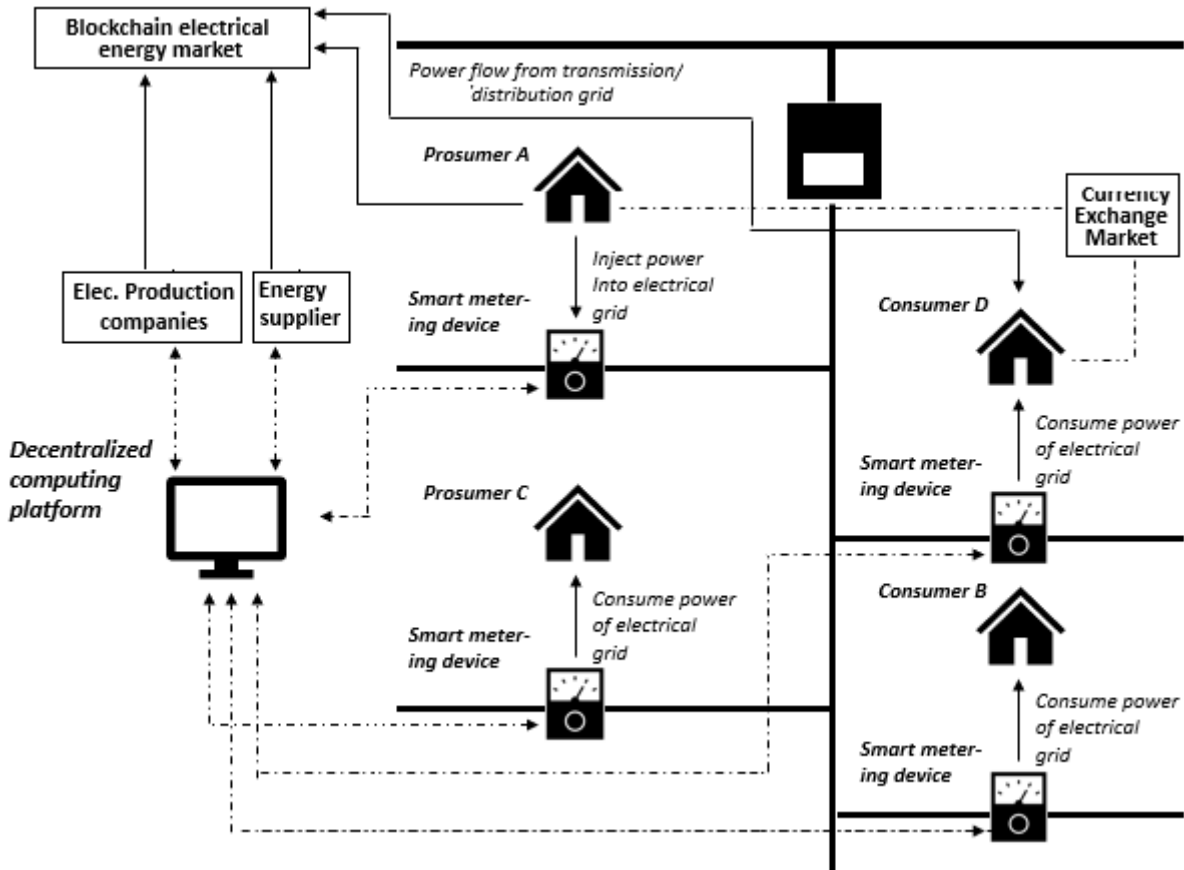 Blockchain electrical
energy market
Power flow from transmission/
distribution grid
Prosumer A
Currency
Exchange
Market
Inject power
Into electrical
grid
Elec. Production
companies
Energy
supplier
Smart meter-
ing device
Consumer D
Consume power
of electrical
grid
Decentralized
computing
platform
Smart meter-
ing device
Prosumer C
Consumer B
Consume power
of electrical
grid
Smart meter-
ing device
Consume power
of electrical
grid
Smart meter-
ing device